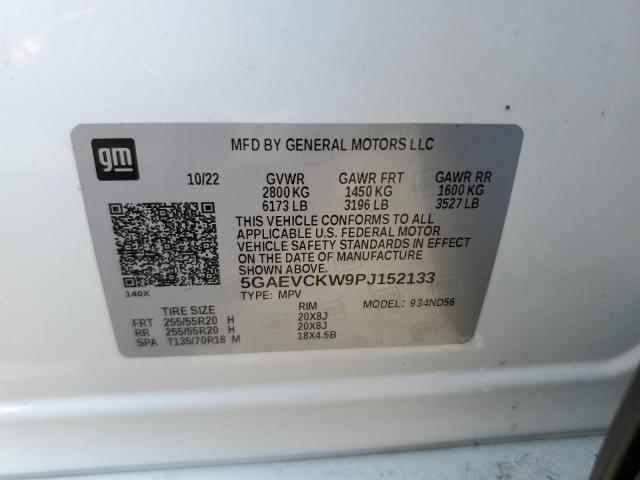 gm
MFD BY GENERAL MOTORS LLC
10/22 GVWR GAWR FRT GAWR RR
2800 KG 1450 KG 1600 KG
6173 LB 3196 LB 3527 LB
THIS VEHICLE CONFORMS TO ALL
APPLICABLE U.S. FEDERAL MOTOR
VEHICLE SAFETY STANDARDS IN EFFECT
ON THE DATE OF MANUFACTURE
SHOWN ABOVE.
140X 5GAEVCKW9PJ152133
TYPE: MPV MODEL: 934ND56
TIRE SIZE RIM
FRT 255/55R20 H 20X8J
RR 255/55R20 H 20X8J
SPA T135/70R18 M 18X4.5B